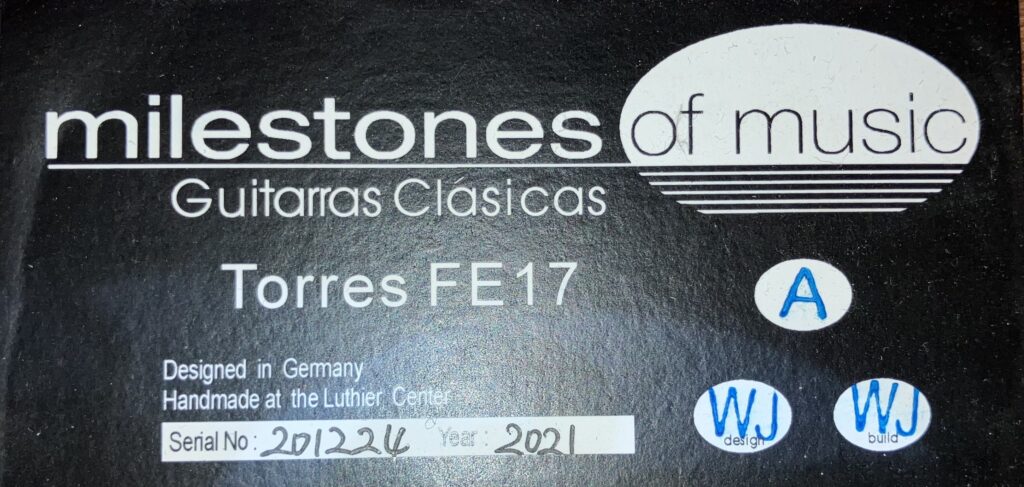 milestones of music
Guitarras Clásicas
Torres FE17
A
Designed in Germany
Handmade at the Luthier Center
Serial No : 201224 Year : 2021
WJ
design
WJ
build